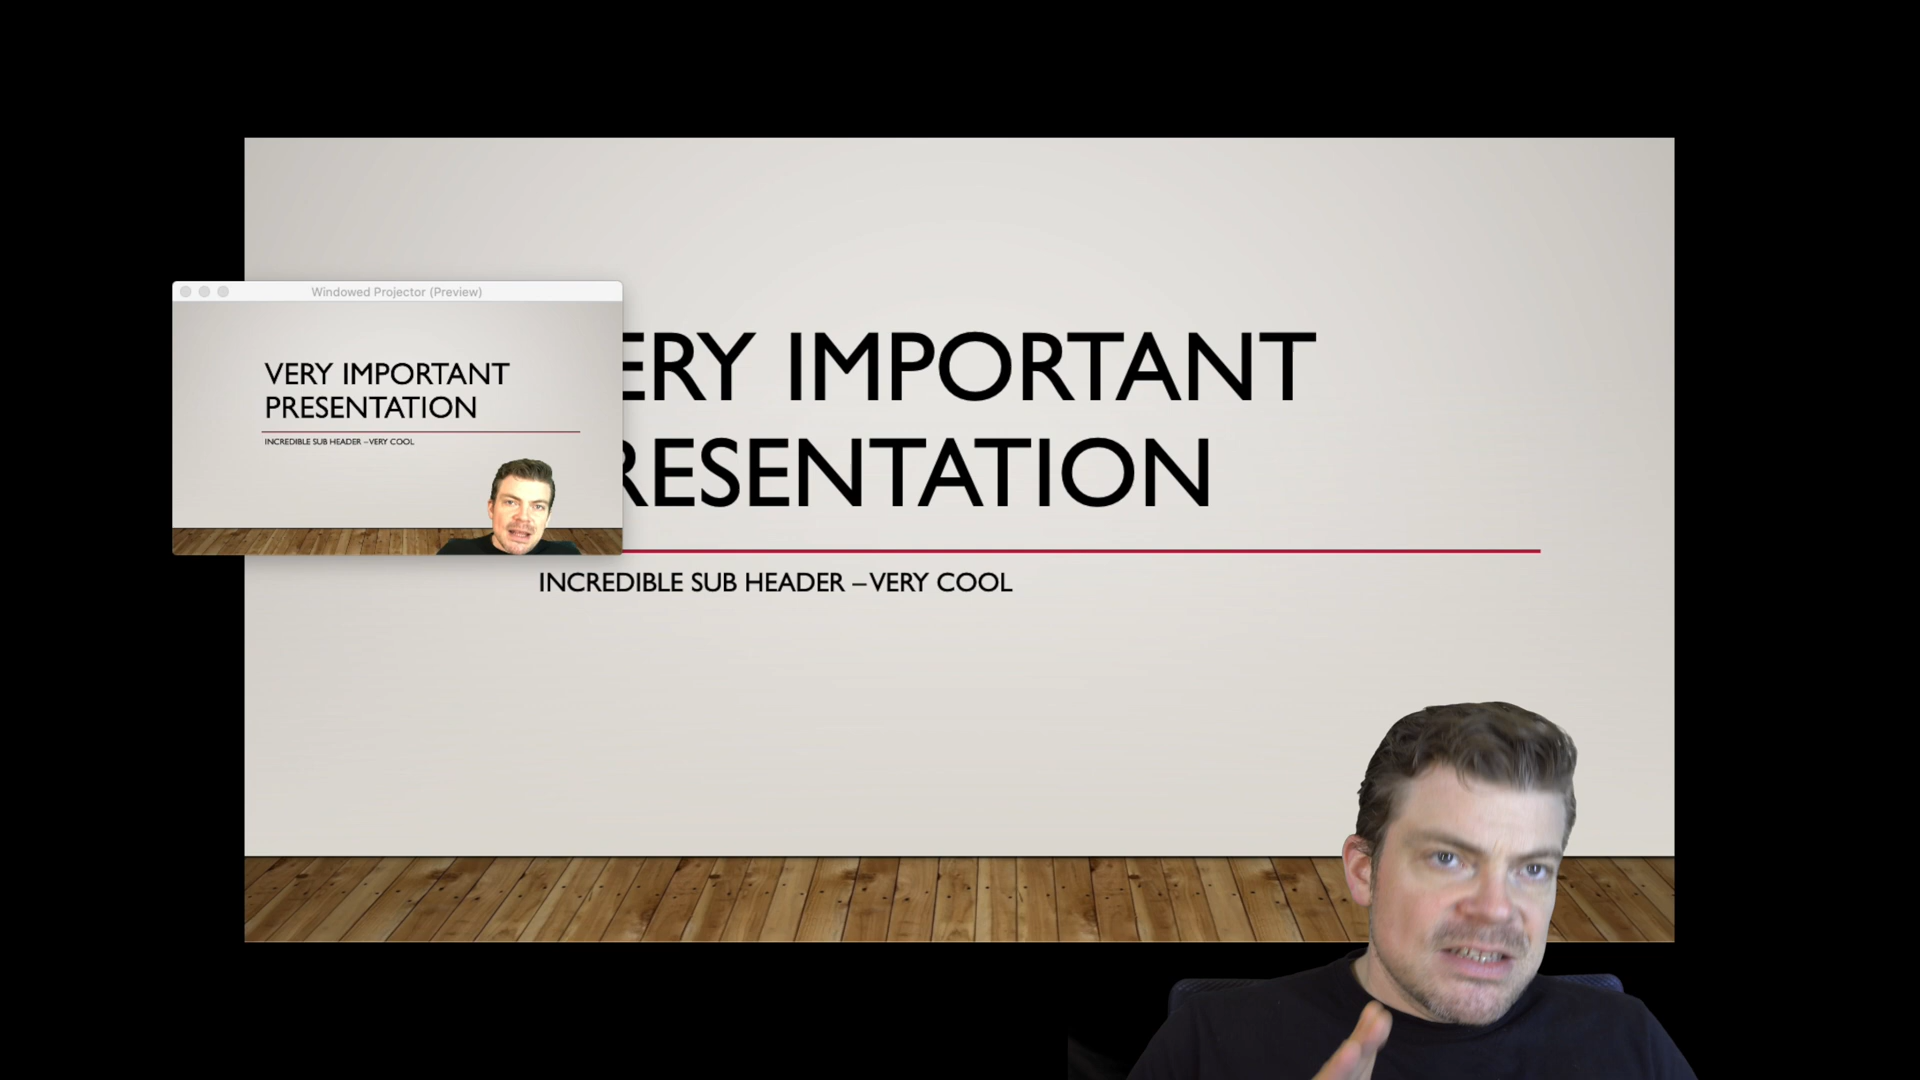 Windowed Projector (Preview)
VERY IMPORTANT
PRESENTATION
INCREDIBLE SUB HEADER – VERY COOL
ERY IMPORTANT
RESENTATION
INCREDIBLE SUB HEADER – VERY COOL